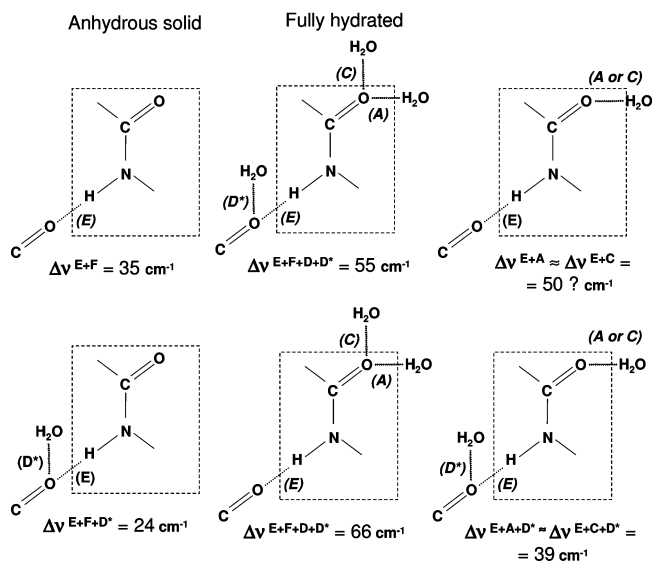 Anhydrous solid
Fully hydrated
O
C
N
H
(E)
O
C
Δν E+F = 35 cm-1
H₂O
(C)
O
H₂O
(A)
C
N
H₂O
H
(D*)
O
(E)
C
Δν E+F+D+D* = 55 cm-1
(A or C)
O
H₂O
C
N
H
(E)
O
C
Δν E+A ≈ Δν E+C =
= 50 ? cm-1
O
C
N
H₂O
H
(D*)
(E)
O
C
Δν E+F+D* = 24 cm-1
H₂O
(C)
O
H₂O
(A)
C
N
H
O
(E)
C
Δν E+F+D+D* = 66 cm-1
(A or C)
O
H₂O
C
N
H₂O
H
(D*)
(E)
O
C
Δν E+A+D* ≈ Δν E+C+D* =
= 39 cm-1